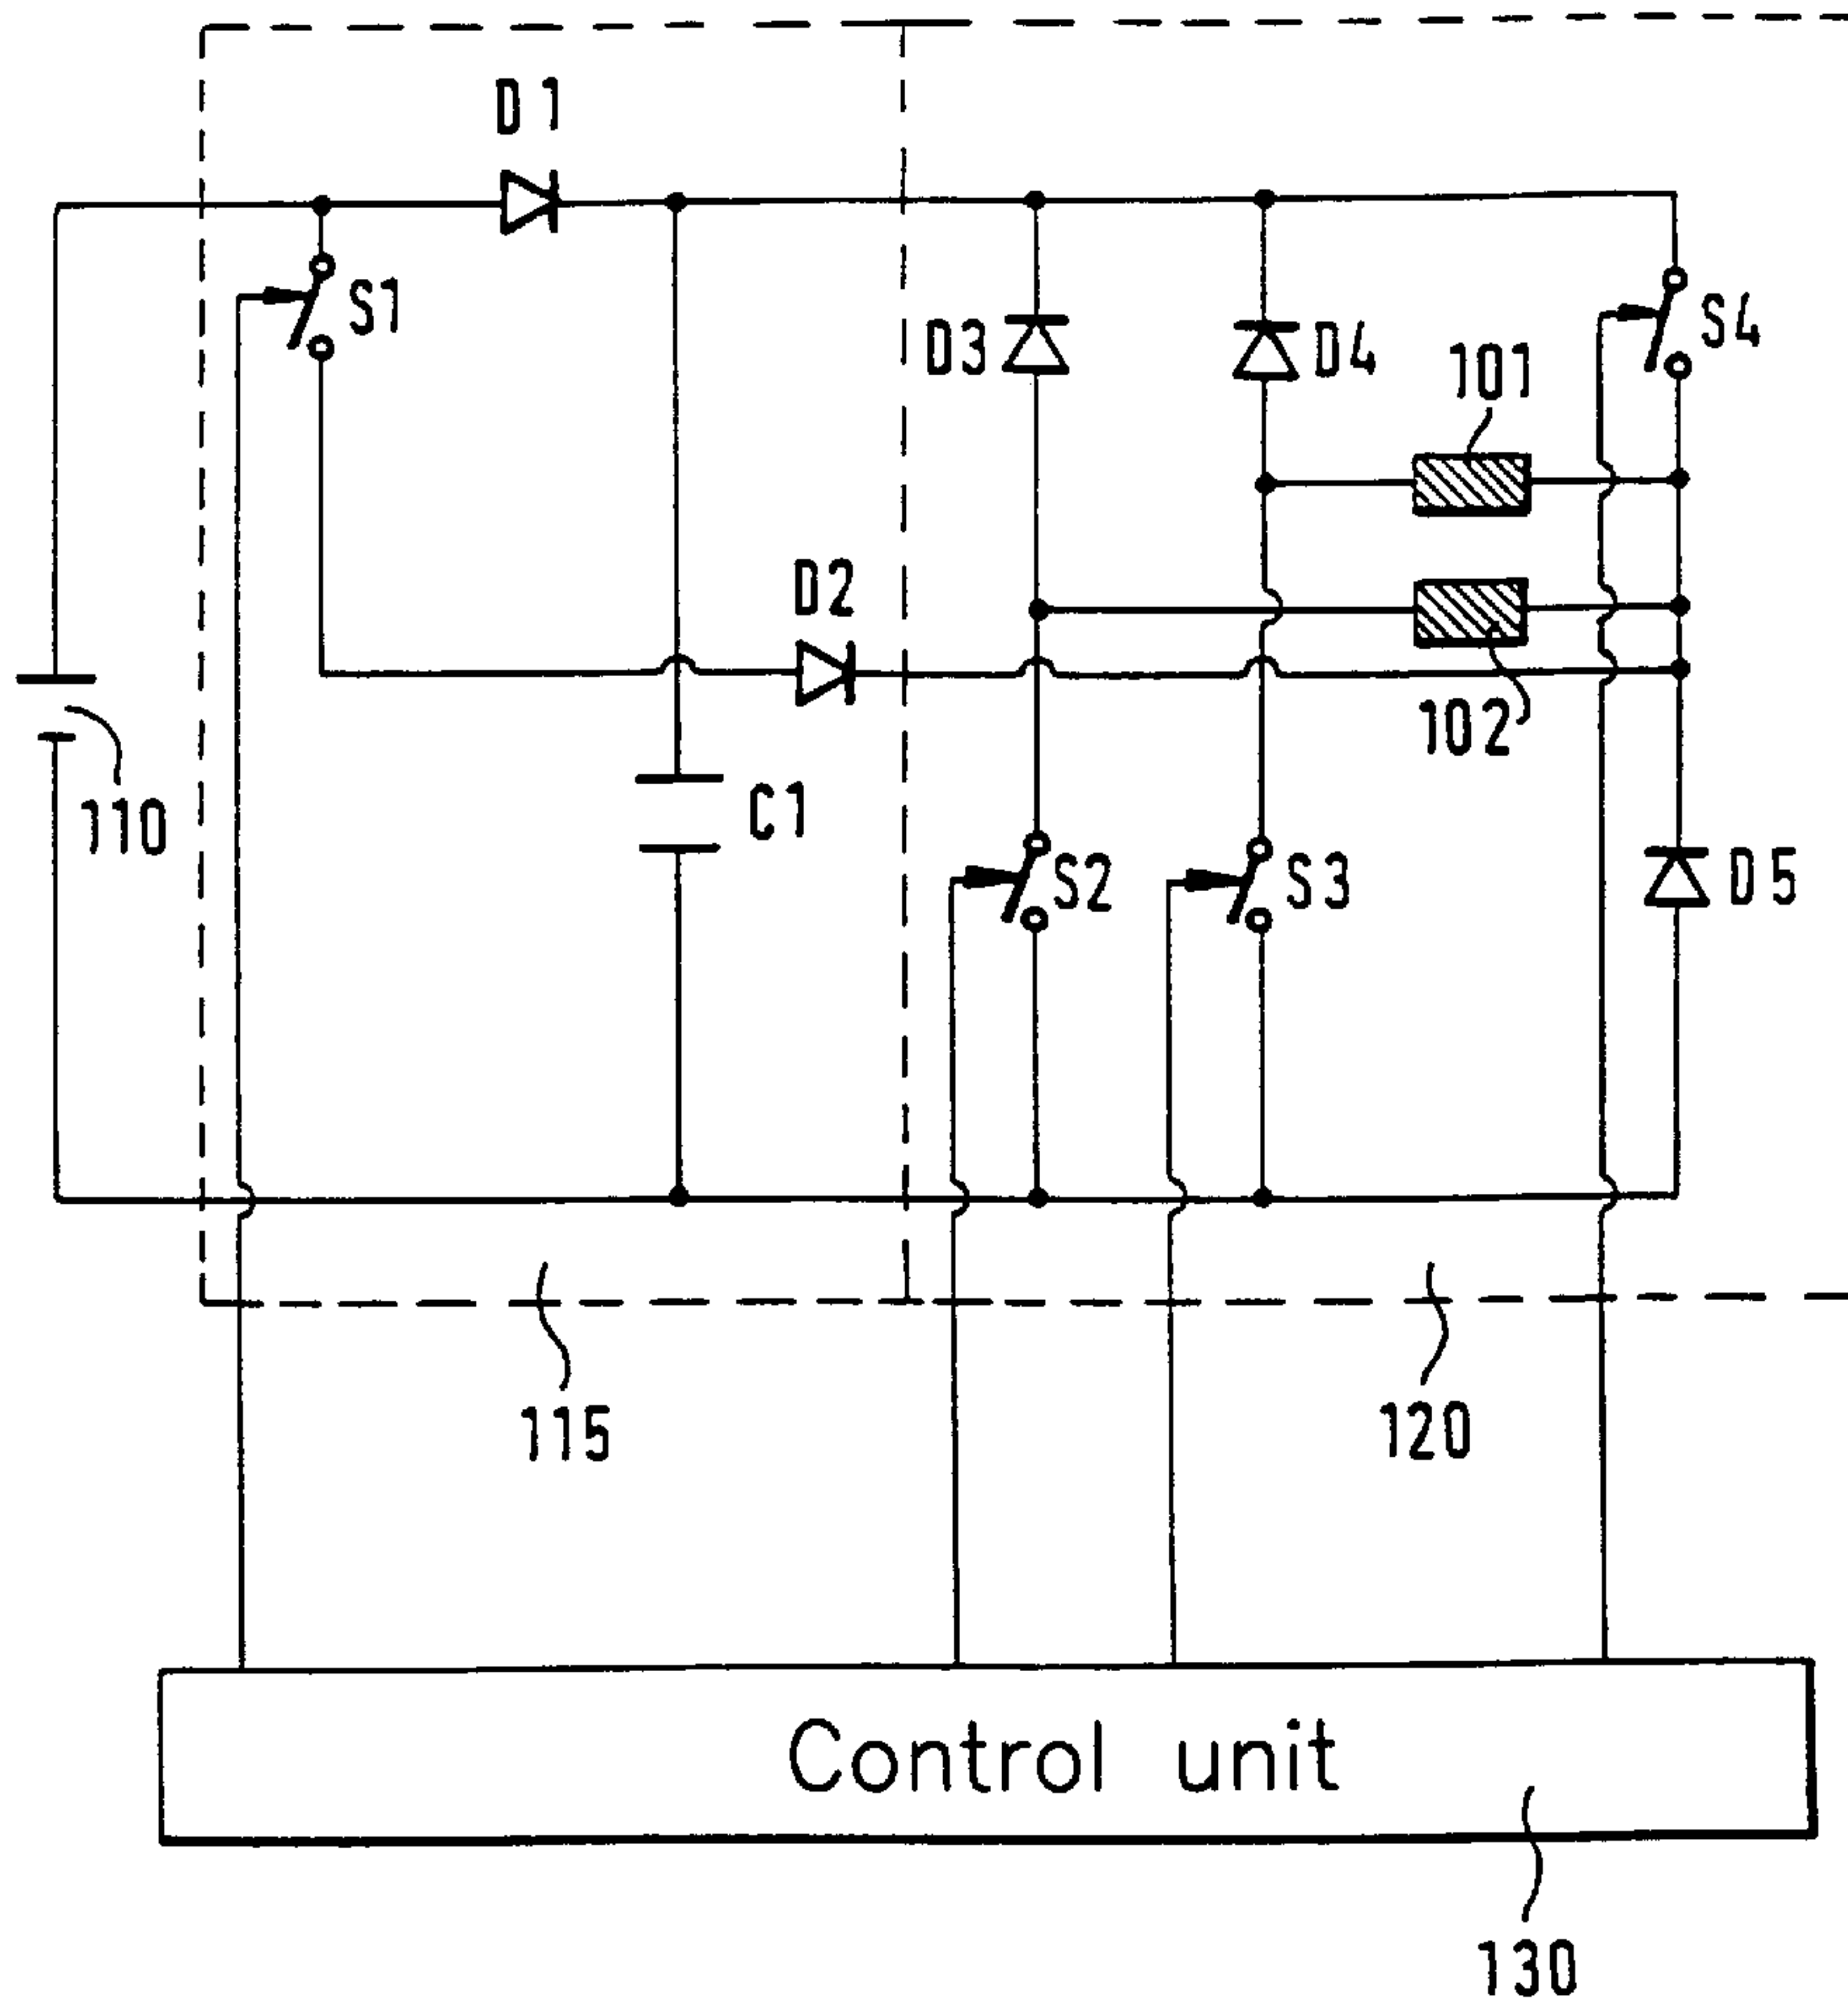 D1
S1
S4
D3
D4
101
D2
102
110
C1
S2
S3
D5
115
120
Control unit
130